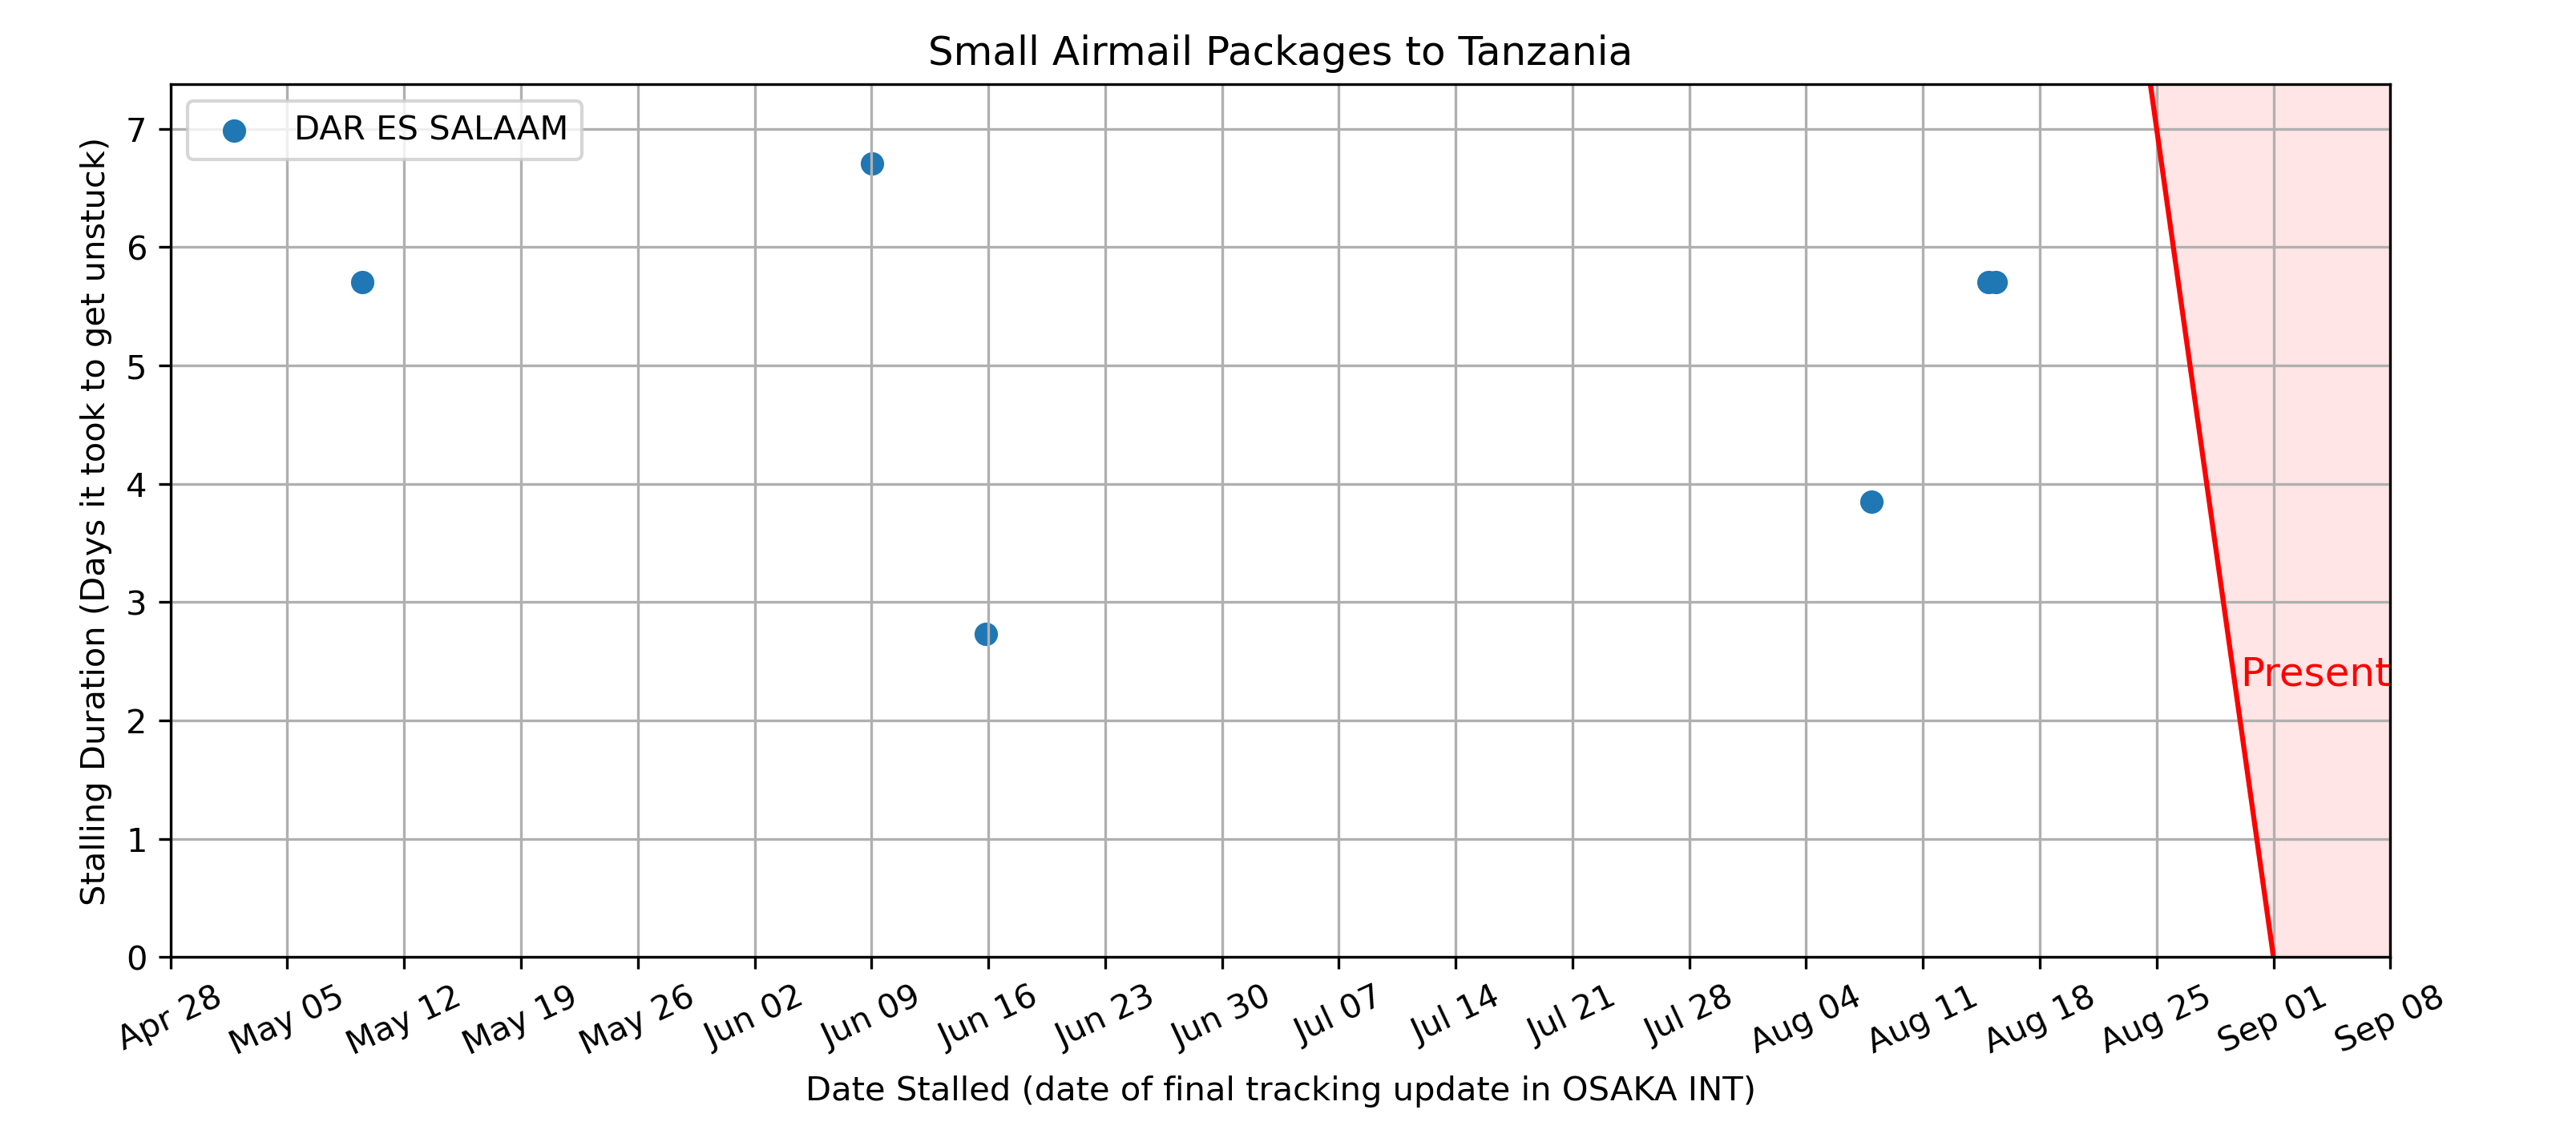 Small Airmail Packages to Tanzania
DAR ES SALAAM
7
6
5
4
3
2
1
0
Stalling Duration (Days it took to get unstuck)
Present
Apr 28
May 05
May 12
May 19
May 26
Jun 02
Jun 09
Jun 16
Jun 23
Jun 30
Jul 07
Jul 14
Jul 21
Jul 28
Aug 04
Aug 11
Aug 18
Aug 25
Sep 01
Sep 08
Date Stalled (date of final tracking update in OSAKA INT)